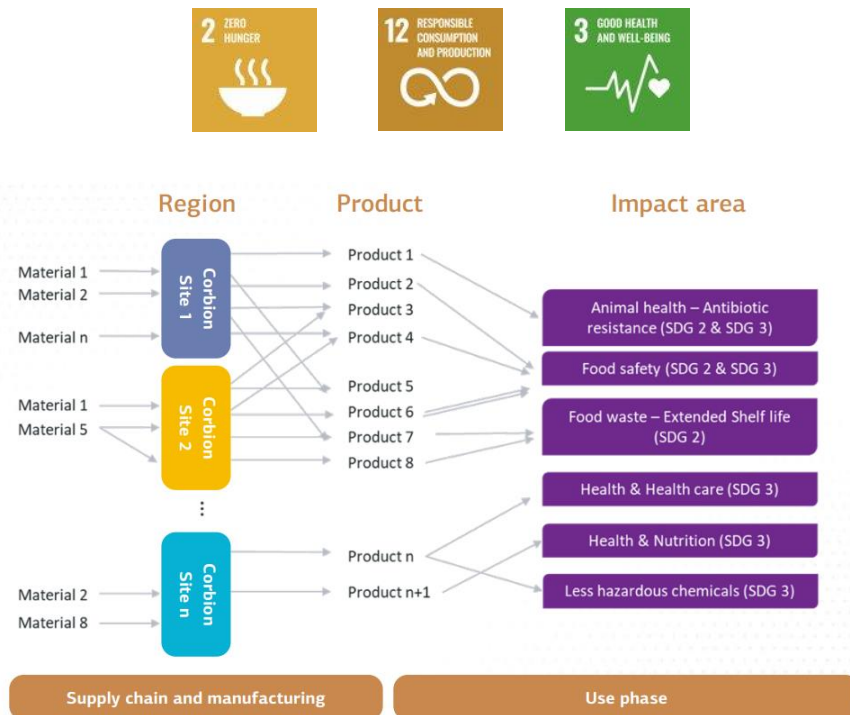 2 ZERO
HUNGER
12 RESPONSIBLE
CONSUMPTION
AND PRODUCTION
3 GOOD HEALTH
AND WELL-BEING
Region
Product
Impact area
Material 1
Material 2
Material n
Corbion
Site 1
Material 1
Material 5
Corbion
Site 2
...
Material 2
Material 8
Corbion
Site n
Product 1
Product 2
Product 3
Product 4
Product 5
Product 6
Product 7
Product 8
Product n
Product n+1
Animal health – Antibiotic
resistance (SDG 2 & SDG 3)
Food safety (SDG 2 & SDG 3)
Food waste – Extended Shelf life
(SDG 2)
Health & Health care (SDG 3)
Health & Nutrition (SDG 3)
Less hazardous chemicals (SDG 3)
Supply chain and manufacturing
Use phase